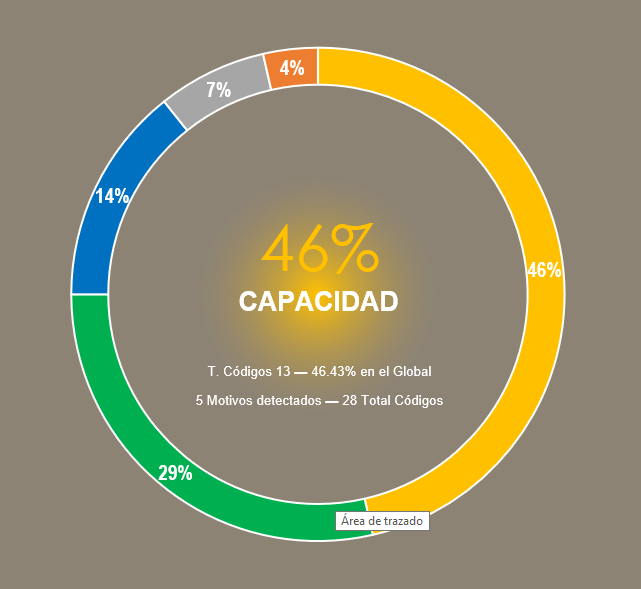 4%
7%
14%
46%
46%
CAPACIDAD
T. Códigos 13 — 46.43% en el Global
5 Motivos detectados — 28 Total Códigos
29%
Área de trazado